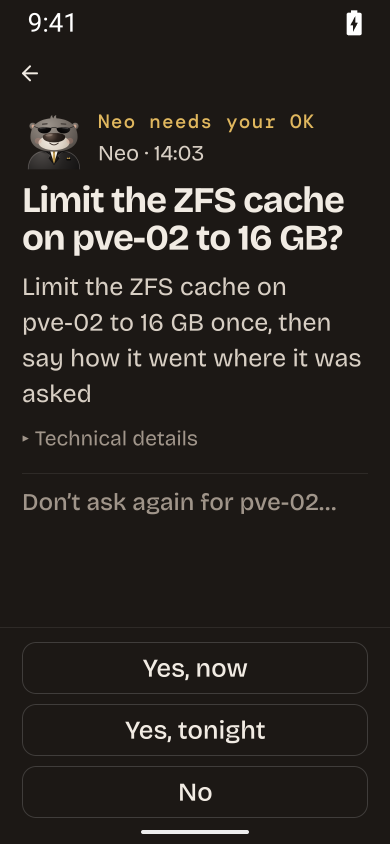 9:41
Neo needs your OK
Neo · 14:03
Limit the ZFS cache
on pve-02 to 16 GB?
Limit the ZFS cache on
pve-02 to 16 GB once, then
say how it went where it was
asked
▸ Technical details
Don’t ask again for pve-02…
Yes, now
Yes, tonight
No